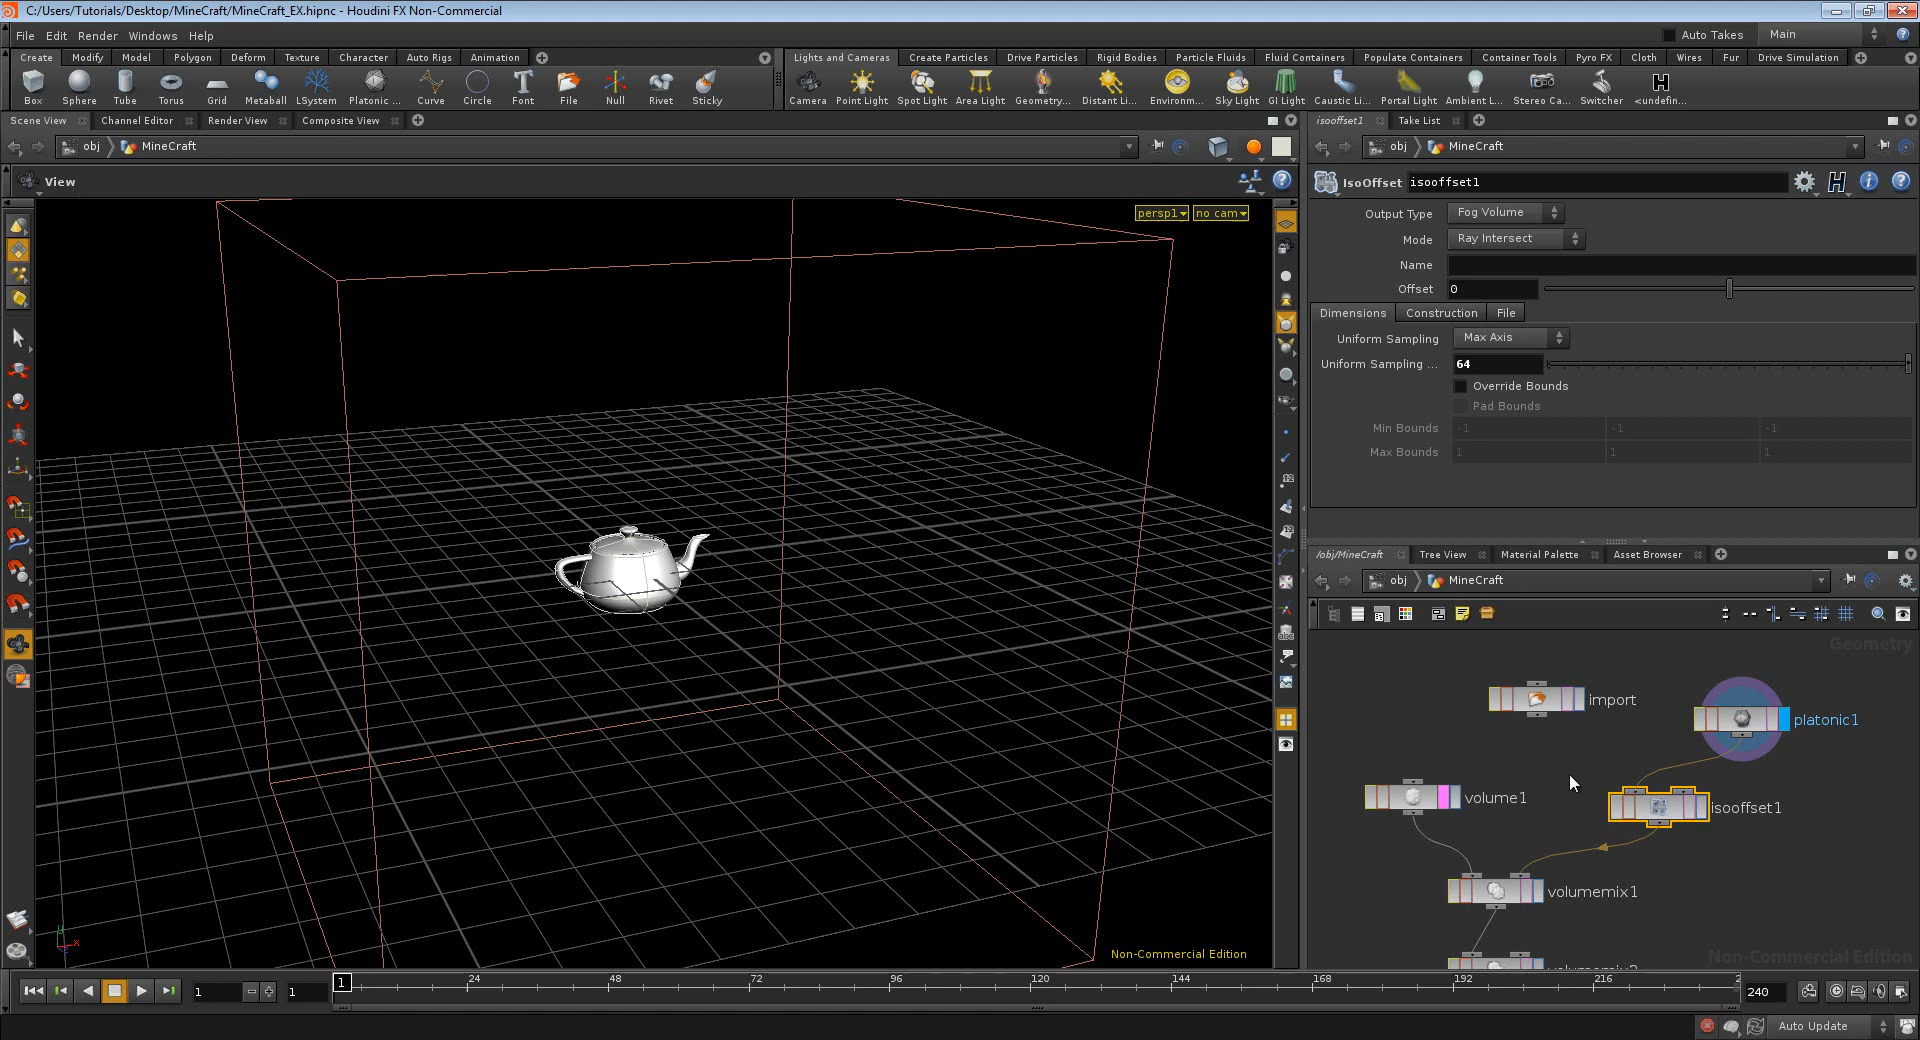 C:/Users/Tutorials/Desktop/MineCraft/MineCraft_EX.hipnc - Houdini FX Non-Commercial
File Edit Render Windows Help
Auto Takes Main
Create Modify Model Polygon Deform Texture Character Auto Rigs Animation
Lights and Cameras Create Particles Drive Particles Rigid Bodies Particle Fluids Fluid Containers Populate Containers Container Tools Pyro FX Cloth Wires Fur Drive Simulation
Box Sphere Tube Torus Grid Metaball LSystem Platonic ... Curve Circle Font File Null Rivet Sticky
Camera Point Light Spot Light Area Light Geometry... Distant Li... Environm... Sky Light GI Light Caustic Li... Portal Light Ambient L... Stereo Ca... Switcher <undefin...
Scene View Channel Editor Render View Composite View
isooffset1 Take List
obj MineCraft
obj MineCraft
View
IsoOffset isooffset1
persp1 no cam
Output Type Fog Volume
Mode Ray Intersect
Name
Offset 0
Dimensions Construction File
Uniform Sampling Max Axis
Uniform Sampling ... 64
Override Bounds
Pad Bounds
Min Bounds -1 -1 -1
Max Bounds 1 1 1
/obj/MineCraft Tree View Material Palette Asset Browser
obj MineCraft
Geometry
import
platonic1
volume1
isooffset1
volumemix1
volumemix2
Non-Commercial Edition
Non-Commercial Edition
1 1 1 24 48 72 96 120 144 168 192 216 2 240
Auto Update